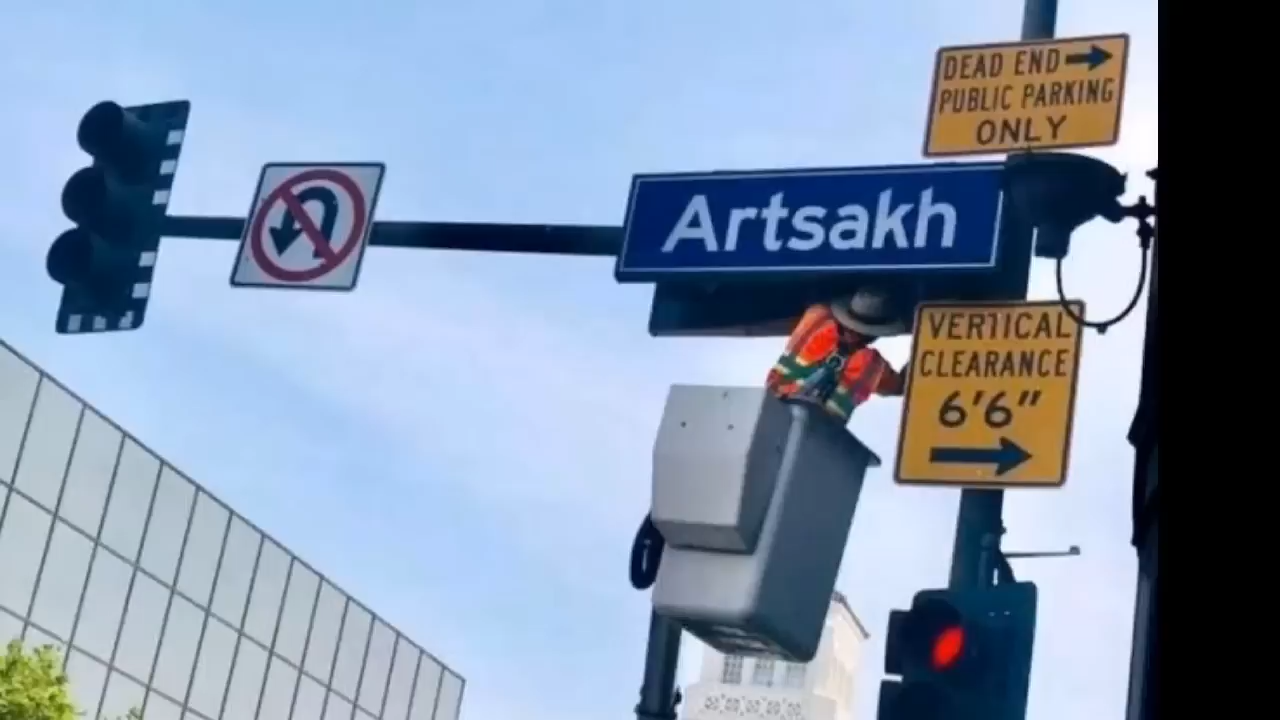 DEAD END
PUBLIC PARKING
ONLY
Artsakh
VERTICAL
CLEARANCE
6'6"